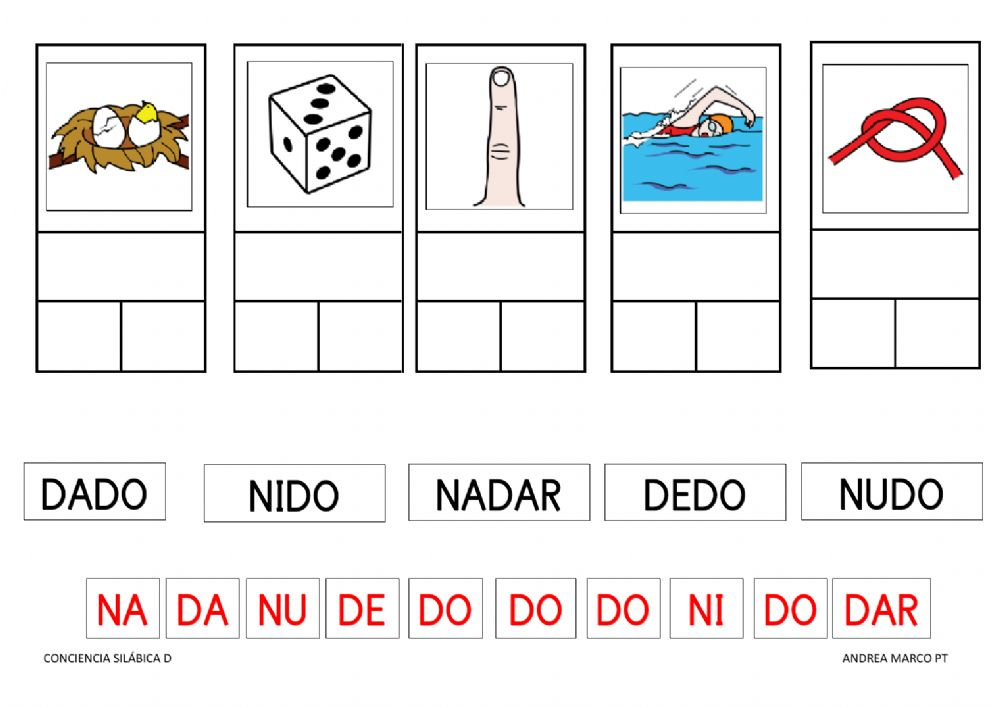 DADO NIDO NADAR DEDO NUDO
NA DA NU DE DO DO DO NI DO DAR
CONCIENCIA SILÁBICA D ANDREA MARCO PT